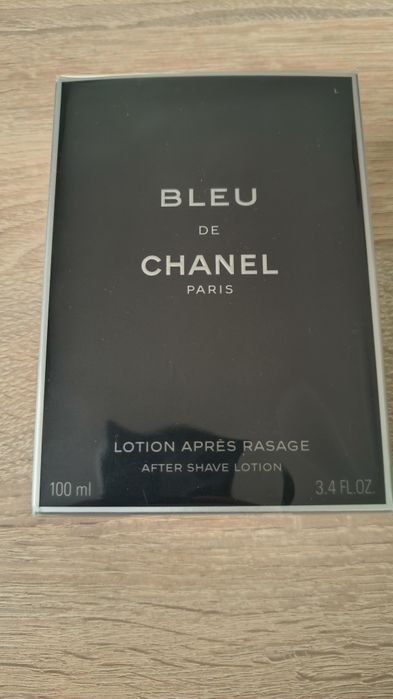 BLEU
DE
CHANEL
PARIS
LOTION APRÈS RASAGE
AFTER SHAVE LOTION
100 ml 3.4 FL.OZ.